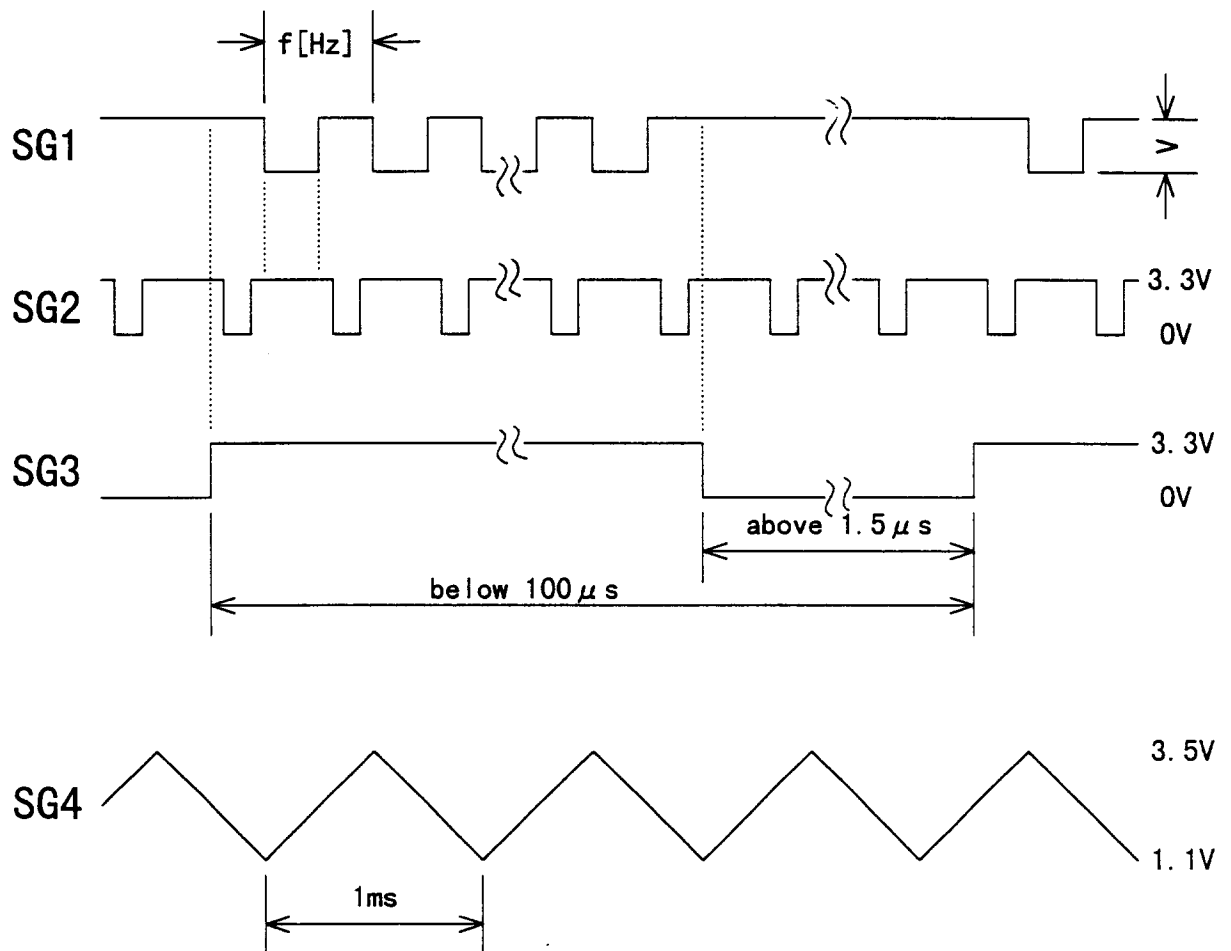 f[Hz]
SG1
V
SG2
3.3V
0V
SG3
3.3V
0V
above 1.5μs
below 100μs
3.5V
SG4
1.1V
1ms